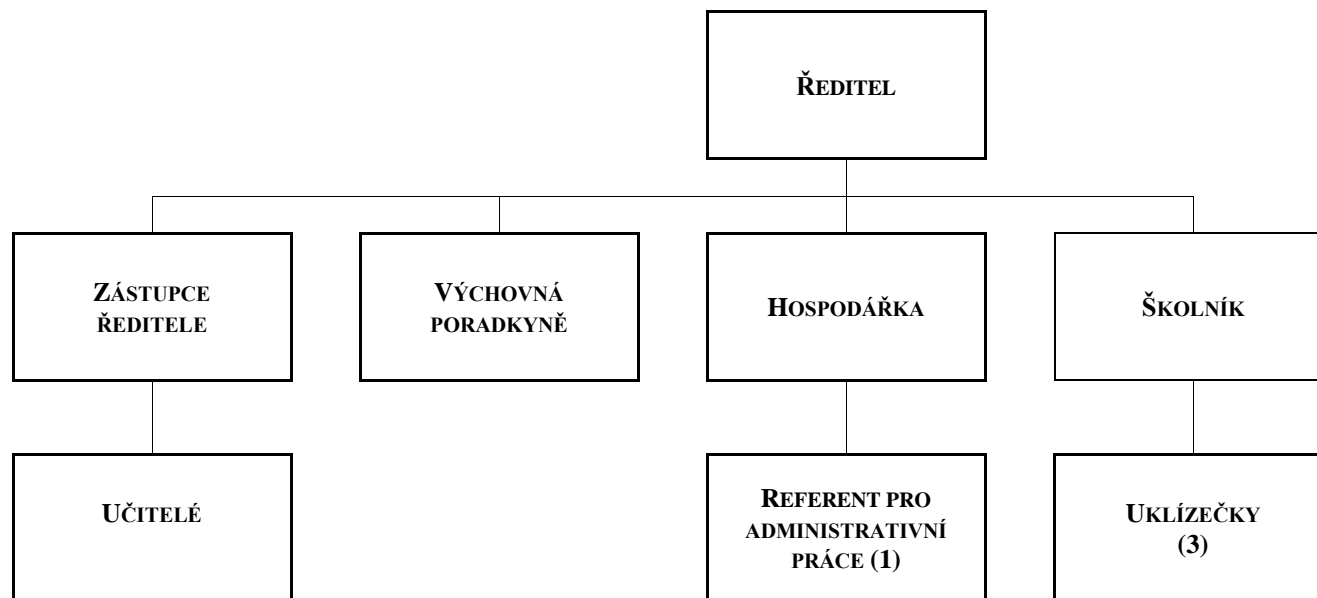 ŘEDITEL
ZÁSTUPCE
ŘEDITELE
VÝCHOVNÁ
PORADKYNĚ
HOSPODÁŘKA
ŠKOLNÍK
UČITELÉ
REFERENT PRO
ADMINISTRATIVNÍ
PRÁCE (1)
UKLÍZEČKY
(3)